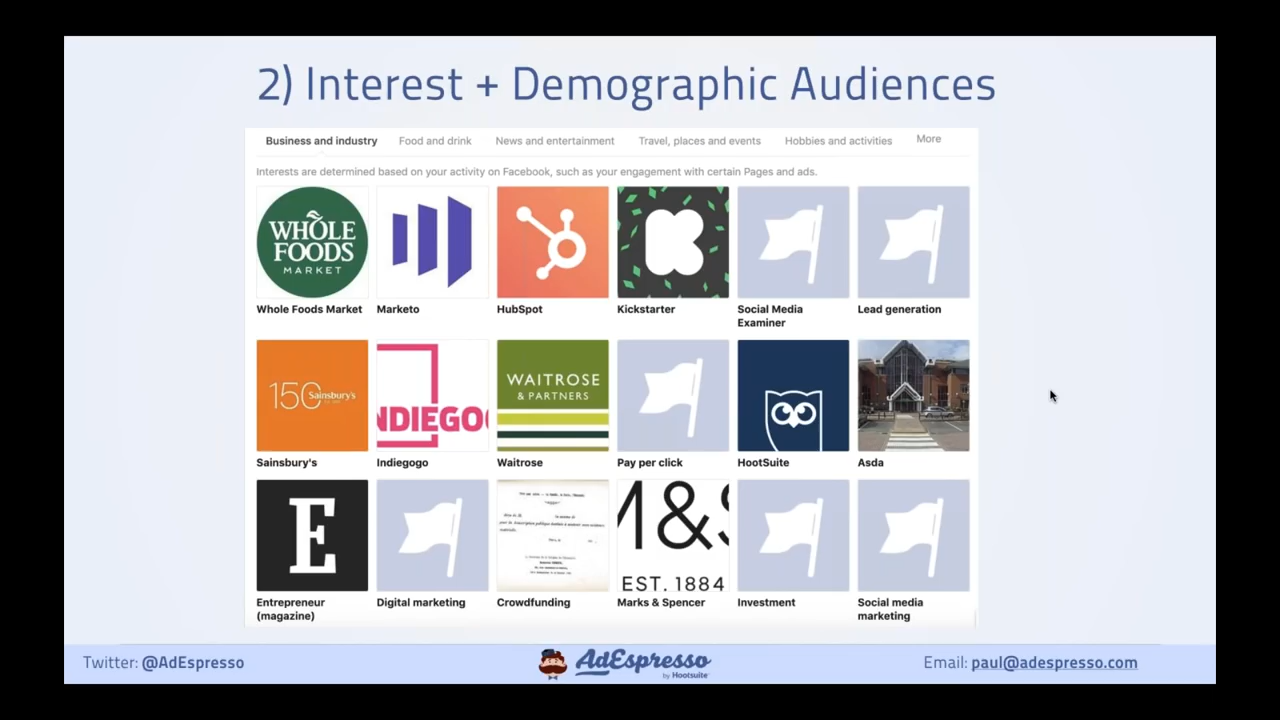 2) Interest + Demographic Audiences
Business and industry Food and drink News and entertainment Travel, places and events Hobbies and activities More
Interests are determined based on your activity on Facebook, such as your engagement with certain Pages and ads.
WHOLE
FOODS
MARKET
Whole Foods Market Marketo HubSpot Kickstarter Social Media Examiner Lead generation
150 Sainsbury's
NDIEGO
WAITROSE
& PARTNERS
Sainsbury's Indiegogo Waitrose Pay per click HootSuite Asda
E
M&S
EST. 1884
Entrepreneur (magazine) Digital marketing Crowdfunding Marks & Spencer Investment Social media marketing
Twitter: @AdEspresso
AdEspresso
by Hootsuite
Email: paul@adespresso.com